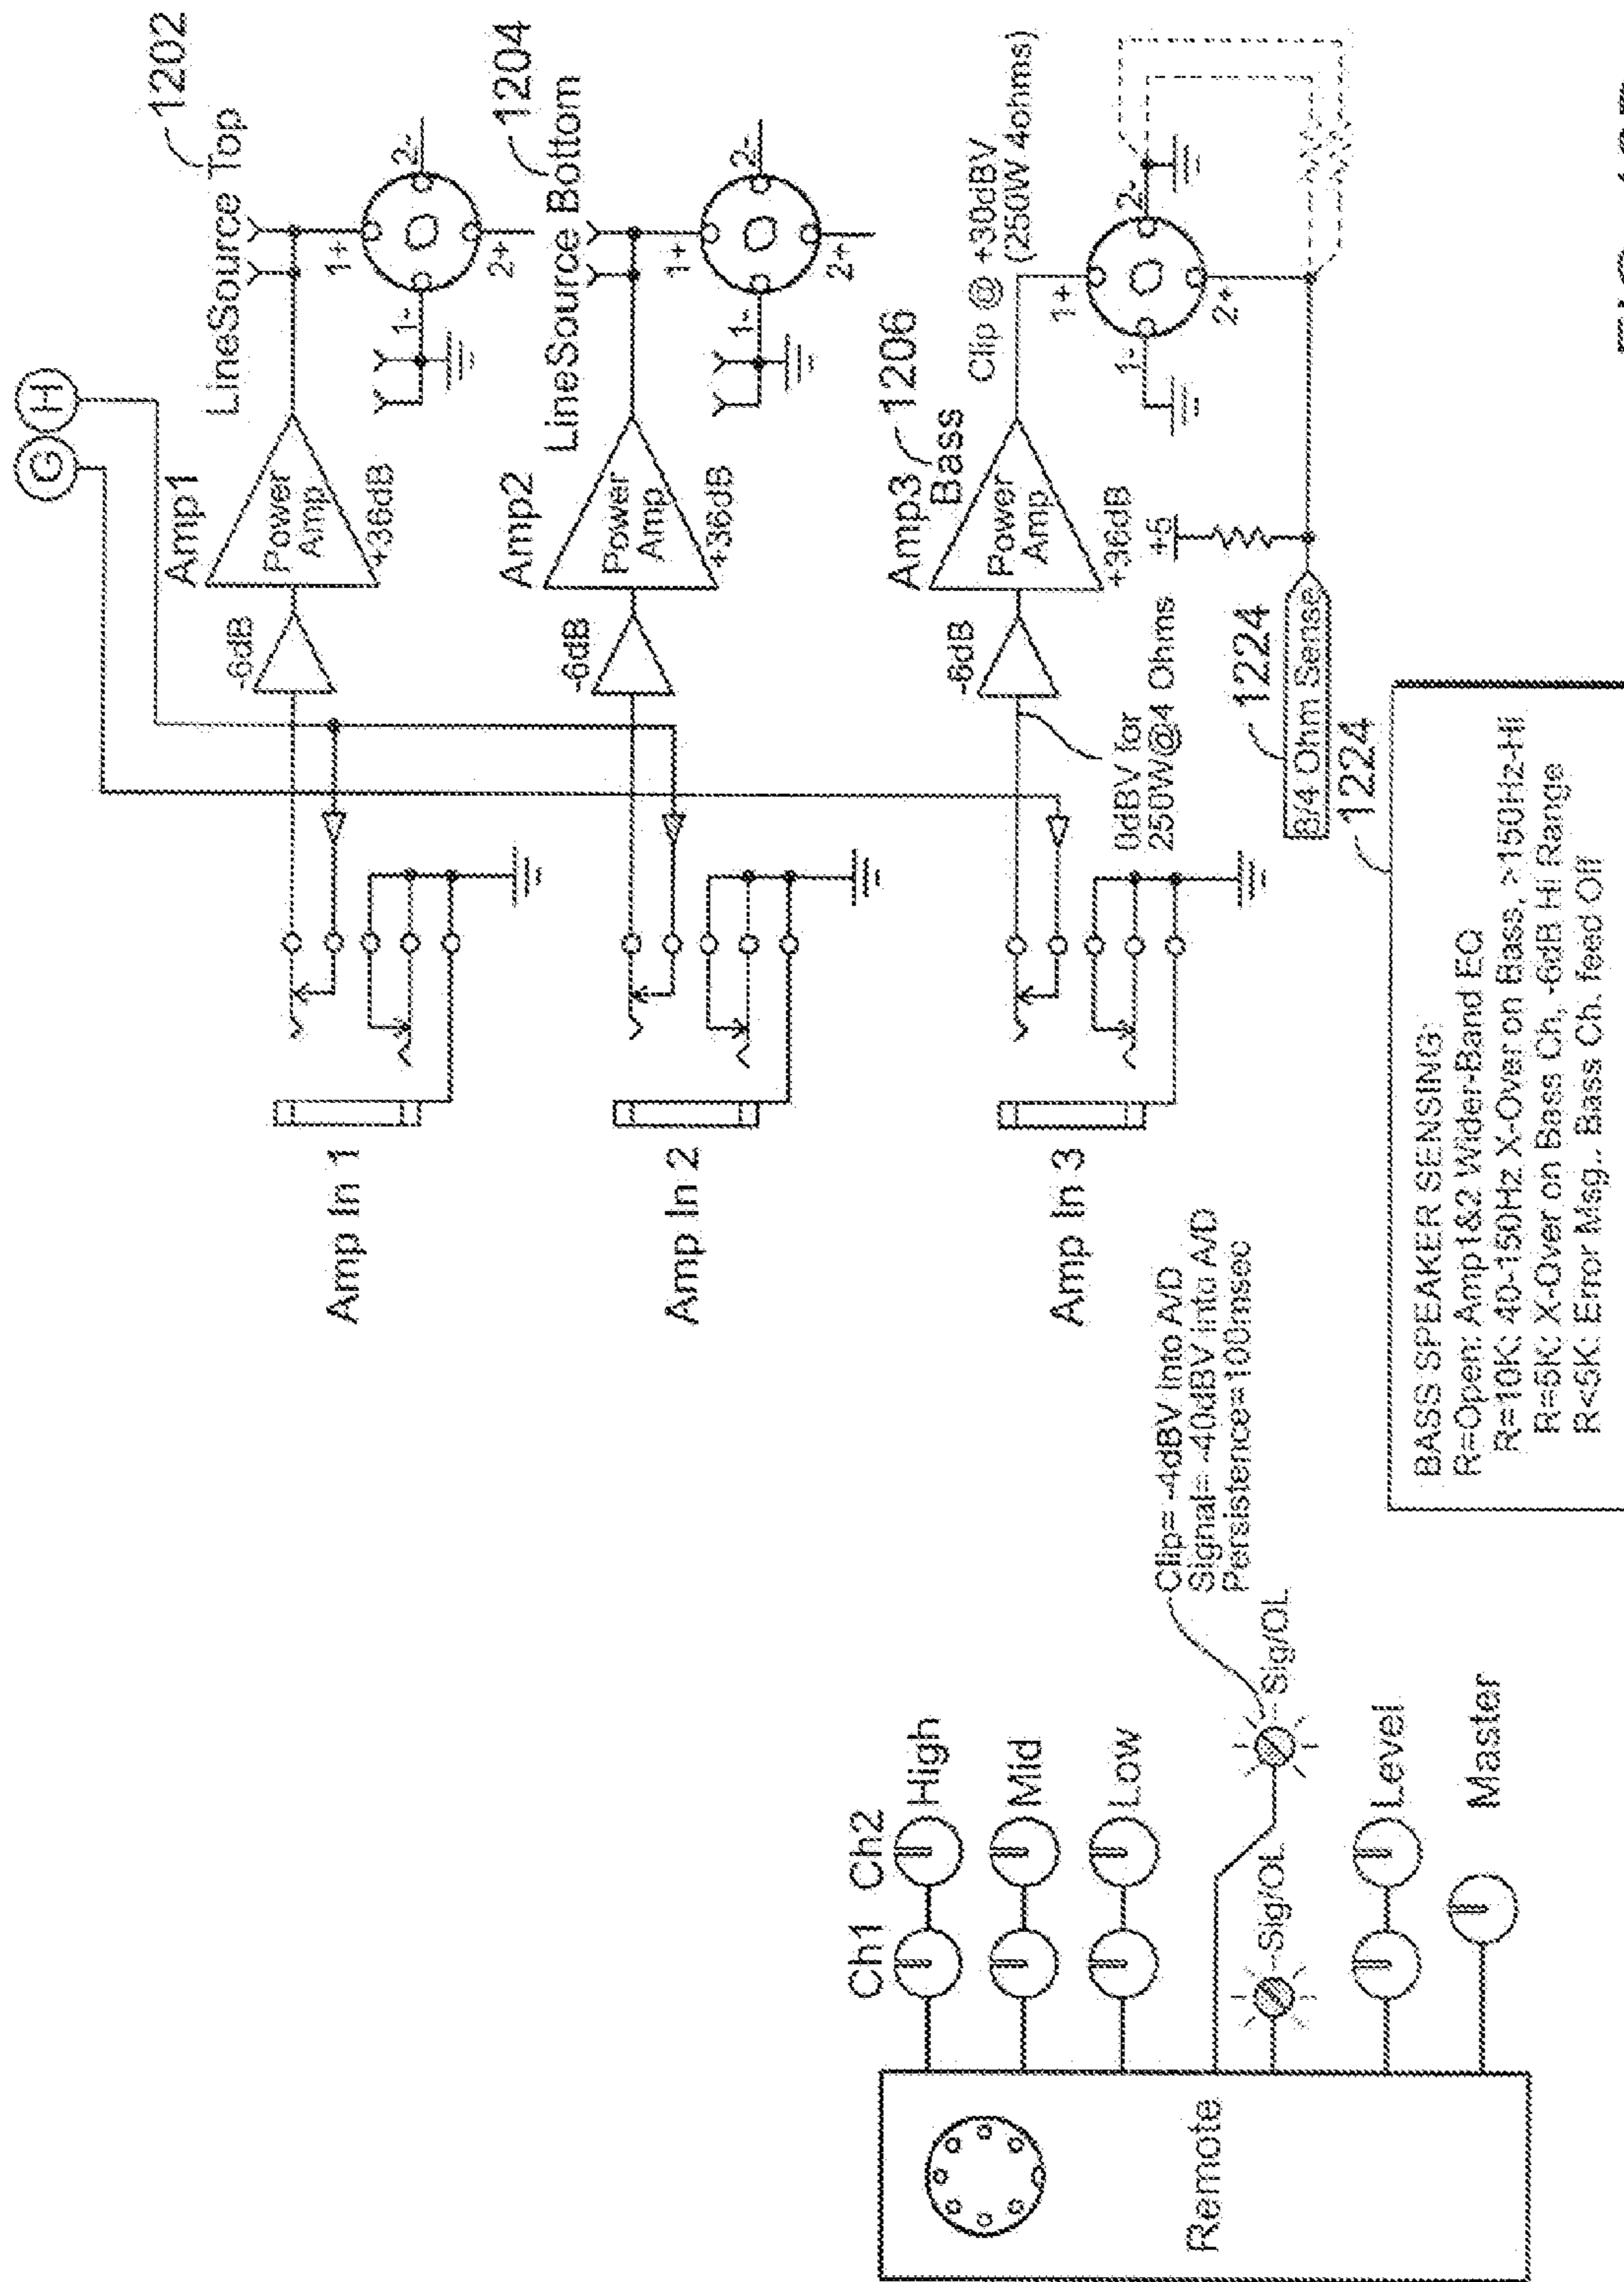 G
H
LineSource Top
1202
Amp1
-6dB
Power
Amp
+36dB
1+
1-
2-
2+
Amp In 1
LineSource Bottom
1204
Amp2
-6dB
Power
Amp
+36dB
1+
1-
2-
2+
Amp In 2
Amp3
1206
Bass
Clip @ +30dBV
(250W 4ohms)
-6dB
Power
Amp
+36dB
1+
1-
2-
2+
0dBV for
250W@4 Ohms
+5
1224
8/4 Ohm Sense
Amp In 3
1224
BASS SPEAKER SENSING:
R=Open: Amp1&2 Wider-Band EQ
R=10K: 40-150Hz X-Over on Bass, >150Hz-Hi
R=5K: X-Over on Bass Ch, -6dB Hi Range
R<5K: Error Msg.. Bass Ch. feed Off
Clip= -4dBV into A/D
Signal= -40dBV into A/D
Persistence=100msec
Remote
Ch1 Ch2
High
Mid
Low
Sig/OL
Sig/OL
Level
Master